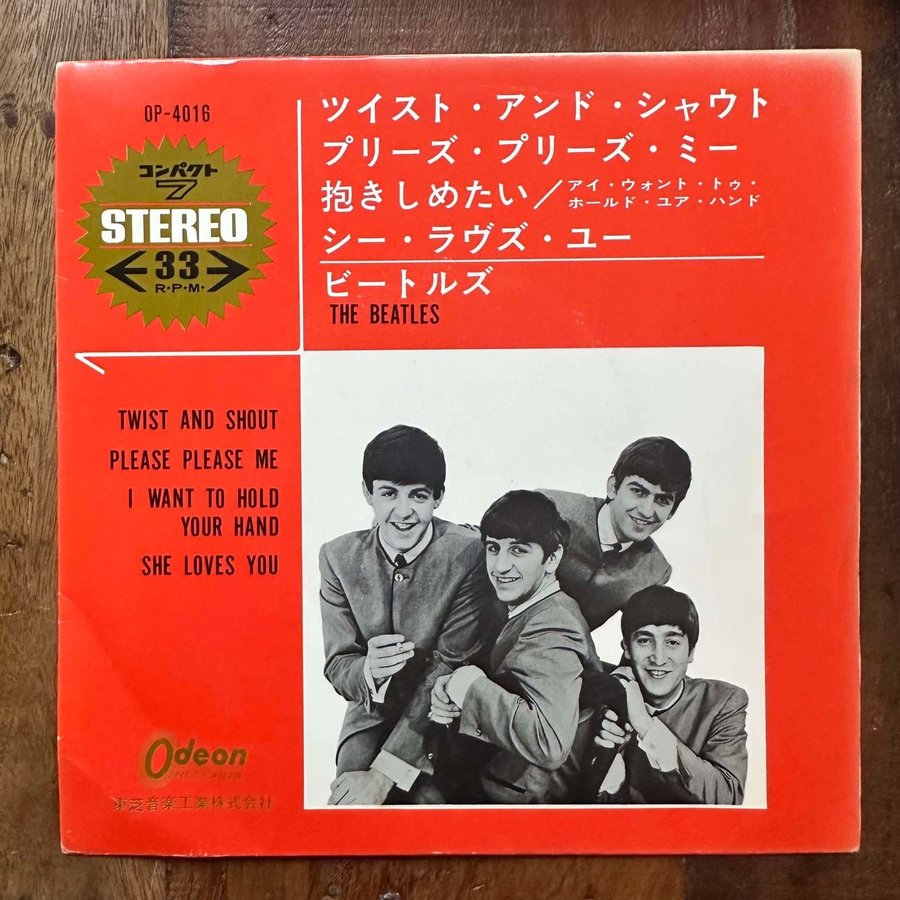 OP-4016
コンパクト
7
STEREO
33
R・P・M・
ツイスト・アンド・シャウト
プリーズ・プリーズ・ミー
抱きしめたい/アイ・ウォント・トゥ・
ホールド・ユア・ハンド
シー・ラヴズ・ユー
ビートルズ
THE BEATLES
TWIST AND SHOUT
PLEASE PLEASE ME
I WANT TO HOLD
YOUR HAND
SHE LOVES YOU
Odeon
東芝音楽工業株式会社